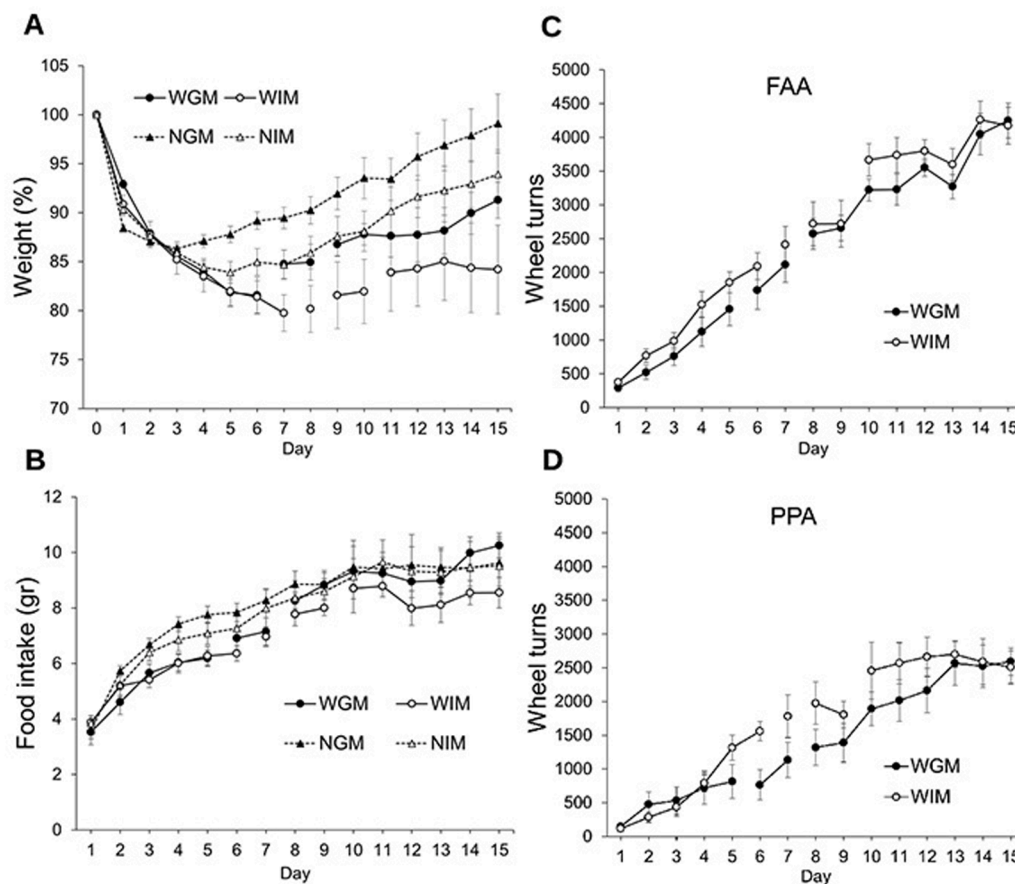 A
Weight (%)
105
100
95
90
85
80
75
70
WGM WIM
NGM NIM
0 1 2 3 4 5 6 7 8 9 10 11 12 13 14 15
Day
B
Food intake (gr)
12
10
8
6
4
2
0
WGM WIM
NGM NIM
1 2 3 4 5 6 7 8 9 10 11 12 13 14 15
Day
C
FAA
Wheel turns
5000
4500
4000
3500
3000
2500
2000
1500
1000
500
0
WGM
WIM
1 2 3 4 5 6 7 8 9 10 11 12 13 14 15
Day
D
PPA
Wheel turns
5000
4500
4000
3500
3000
2500
2000
1500
1000
500
0
WGM
WIM
1 2 3 4 5 6 7 8 9 10 11 12 13 14 15
Day